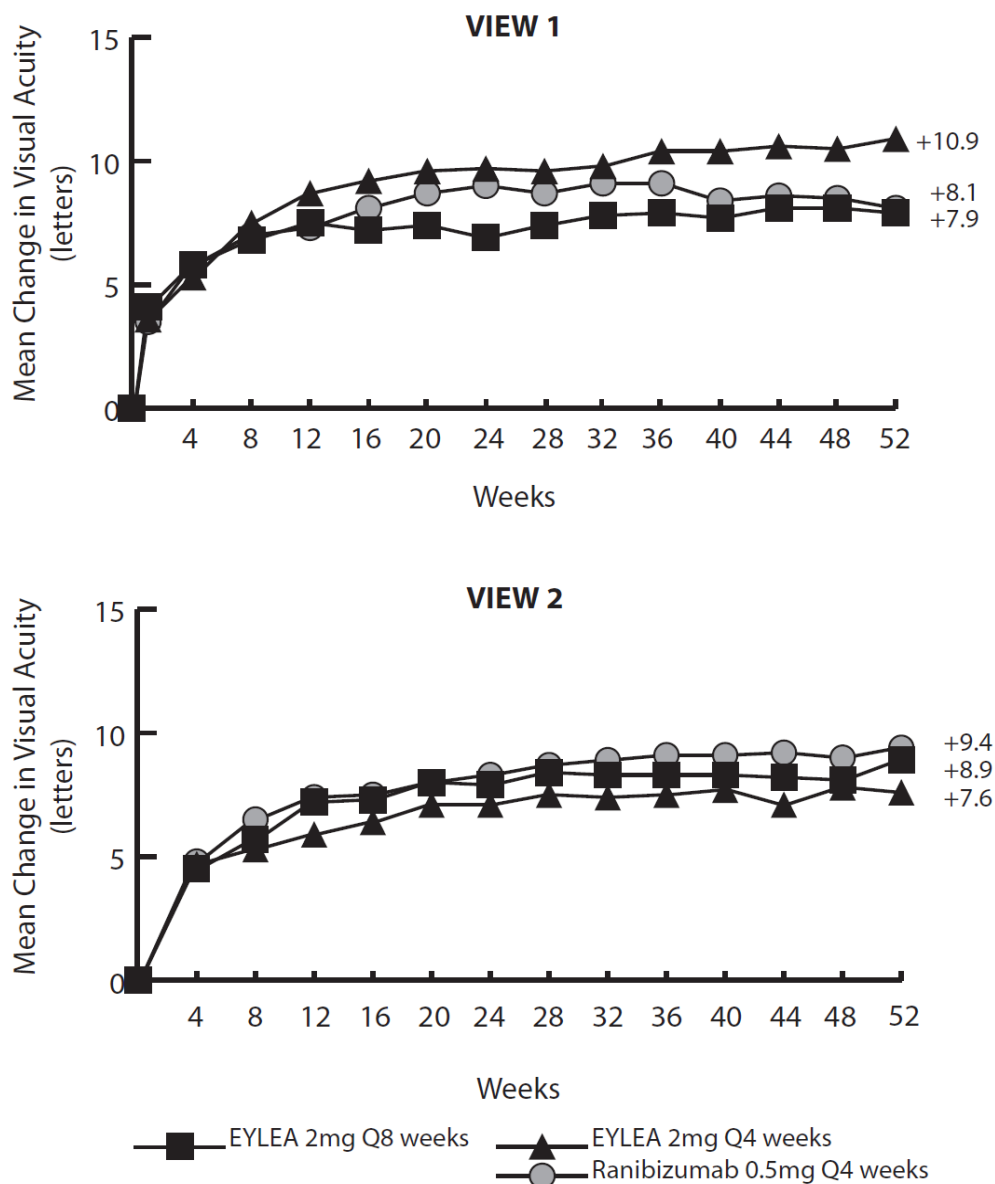 VIEW 1
Mean Change in Visual Acuity
(letters)
15
10
5
0
+10.9
+8.1
+7.9
4 8 12 16 20 24 28 32 36 40 44 48 52
Weeks
VIEW 2
Mean Change in Visual Acuity
(letters)
15
10
5
0
+9.4
+8.9
+7.6
4 8 12 16 20 24 28 32 36 40 44 48 52
Weeks
EYLEA 2mg Q8 weeks
EYLEA 2mg Q4 weeks
Ranibizumab 0.5mg Q4 weeks